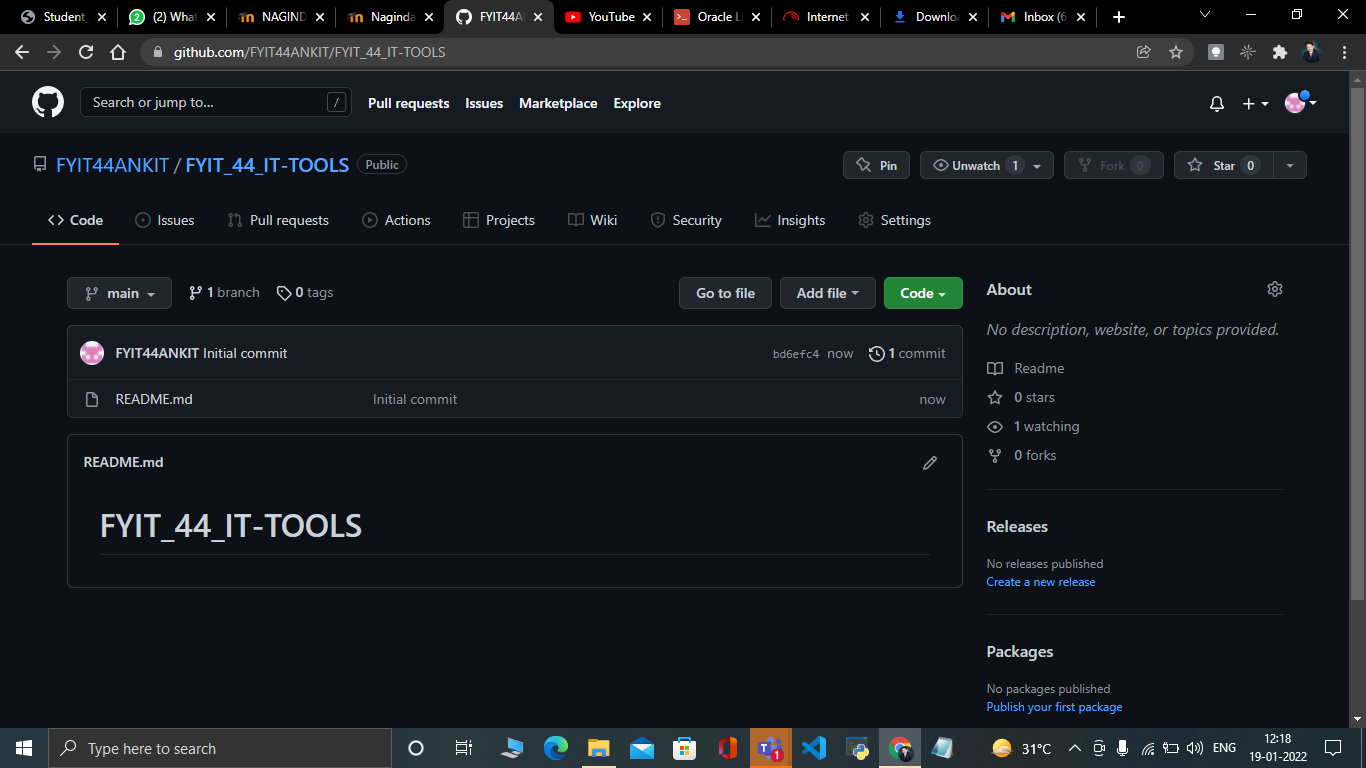 Student_
(2) What
NAGIND
Naginda
FYIT44A
YouTube
Oracle L
Internet
Downlo
Inbox (6
github.com/FYIT44ANKIT/FYIT_44_IT-TOOLS
Search or jump to...
/
Pull requests
Issues
Marketplace
Explore
FYIT44ANKIT / FYIT_44_IT-TOOLS
Public
Pin
Unwatch 1
Fork 0
Star 0
Code
Issues
Pull requests
Actions
Projects
Wiki
Security
Insights
Settings
main
1 branch
0 tags
Go to file
Add file
Code
FYIT44ANKIT Initial commit
bd6efc4 now
1 commit
README.md
Initial commit
now
README.md
FYIT_44_IT-TOOLS
About
No description, website, or topics provided.
Readme
0 stars
1 watching
0 forks
Releases
No releases published
Create a new release
Packages
No packages published
Publish your first package
Type here to search
1
31°C
ENG
12:18
19-01-2022